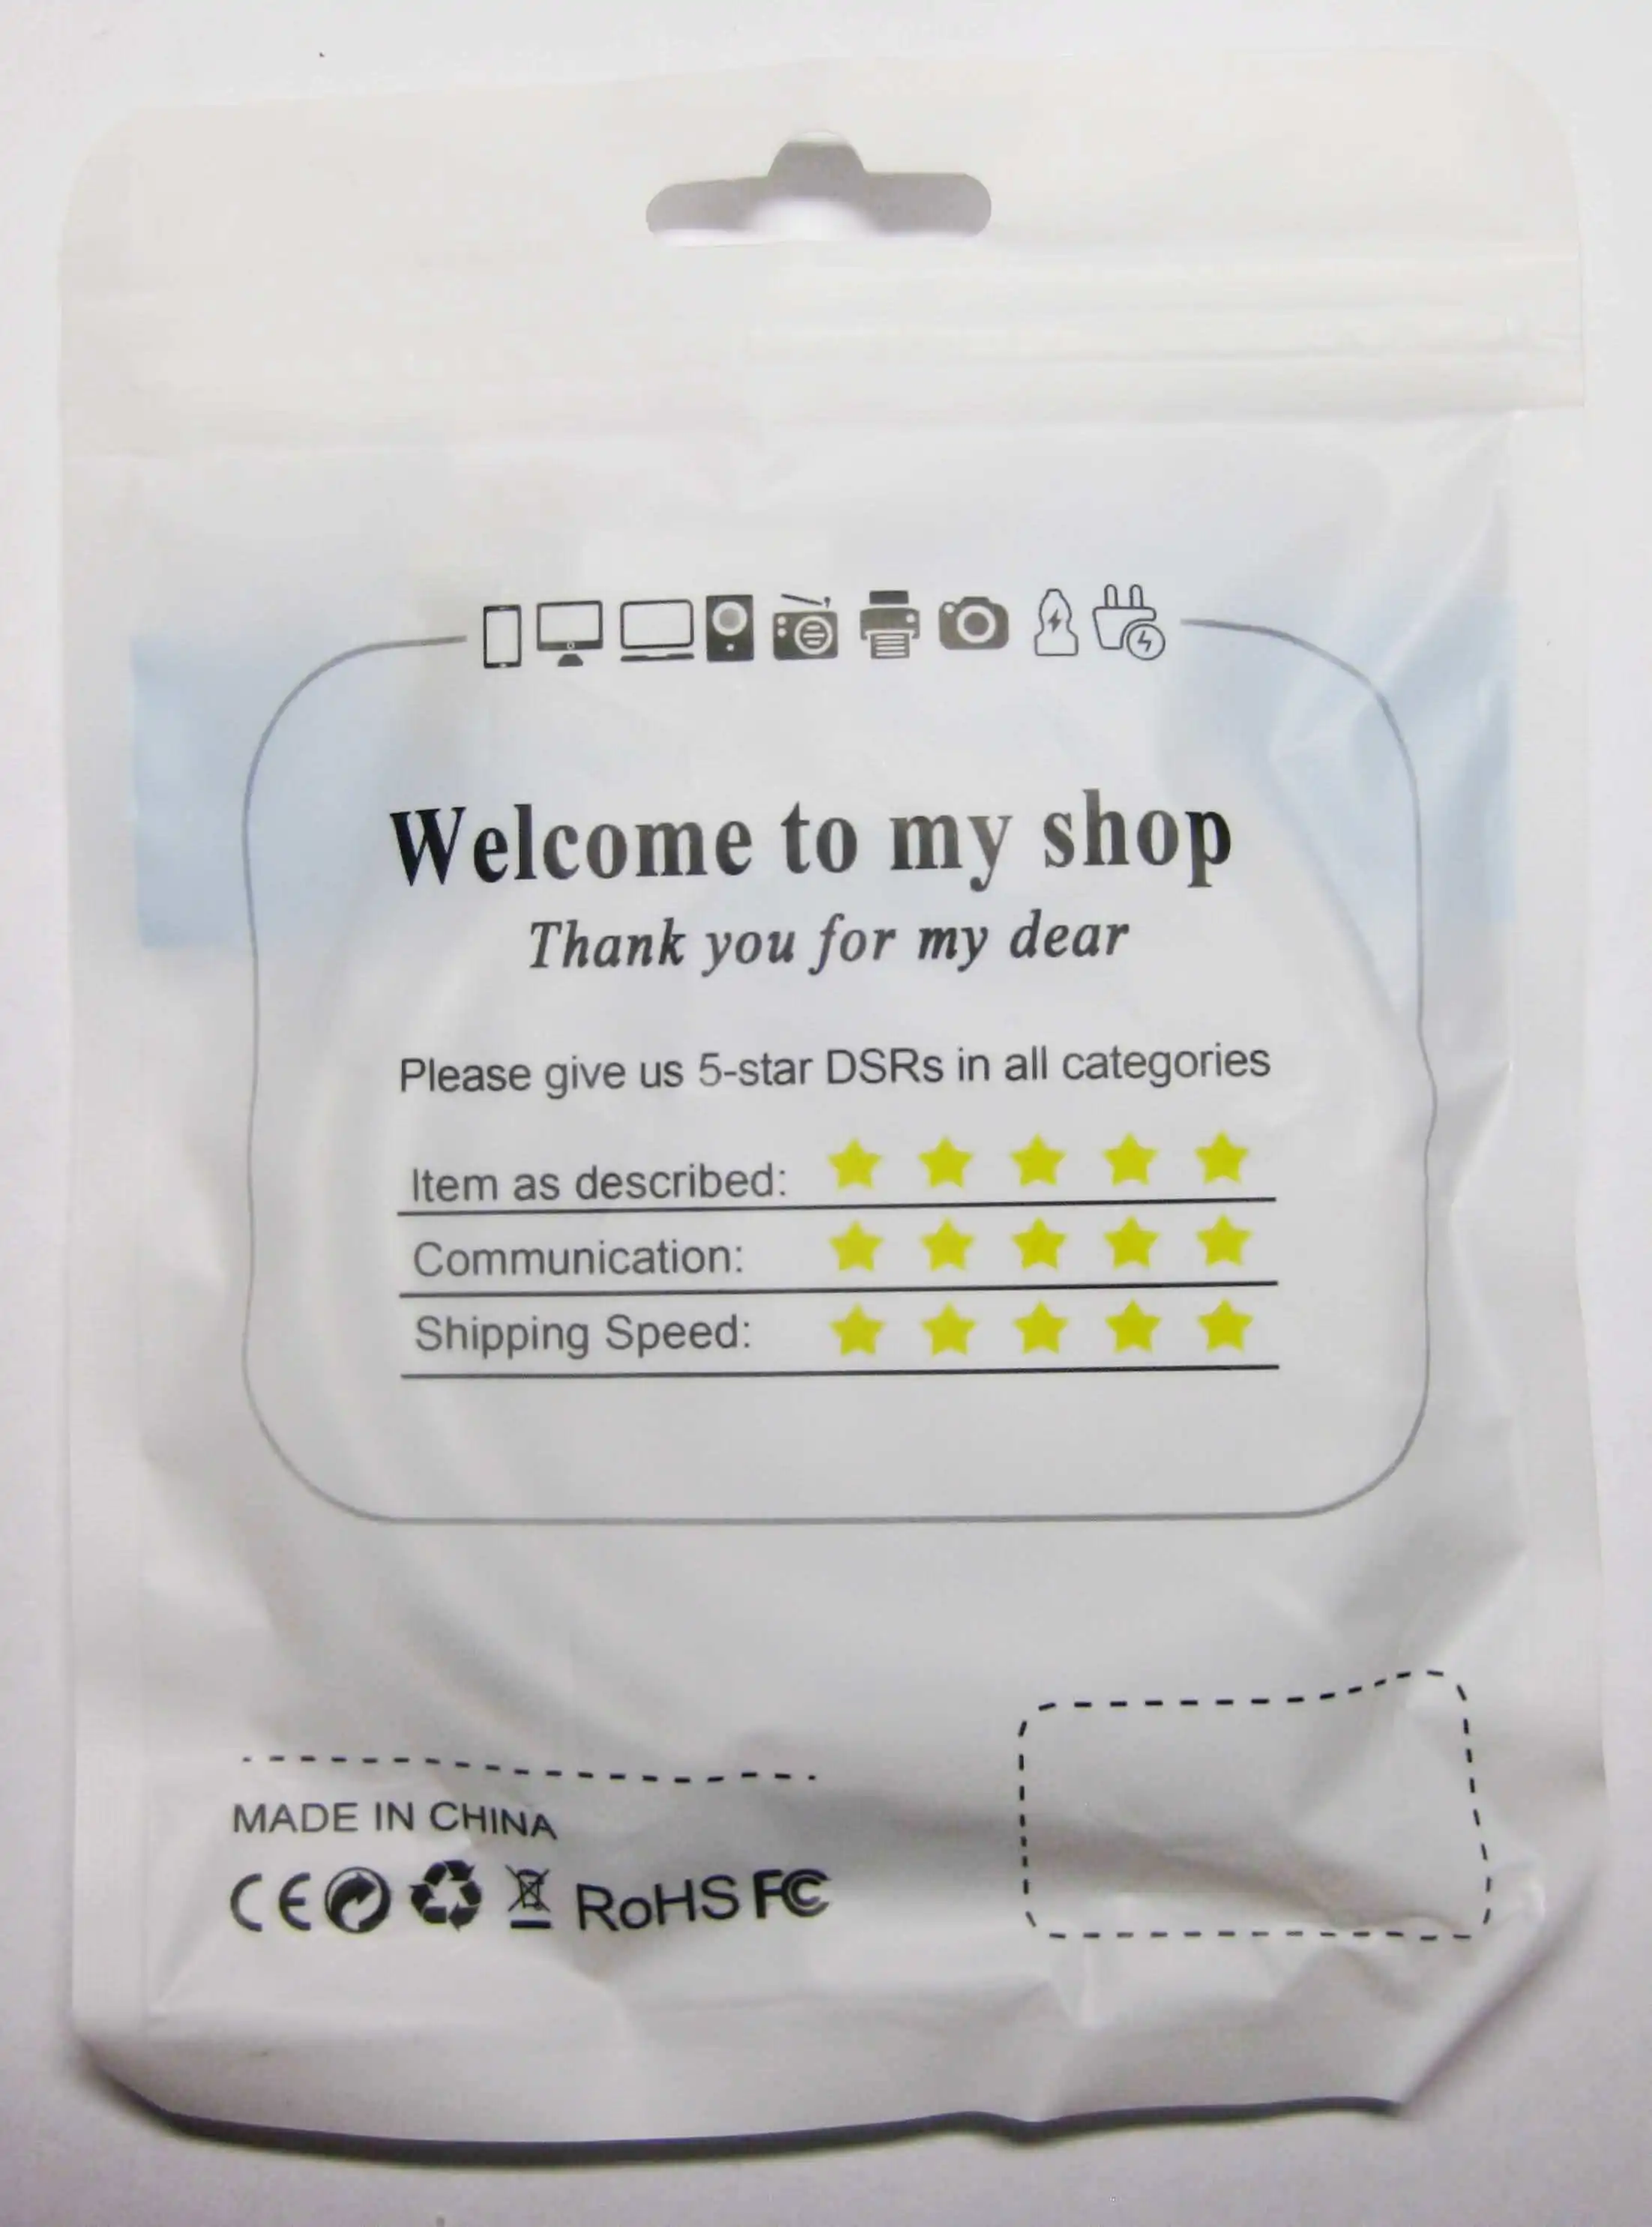 Welcome to my shop
Thank you for my dear
Please give us 5-star DSRs in all categories
Item as described:
Communication:
Shipping Speed:
MADE IN CHINA
CE RoHS FC